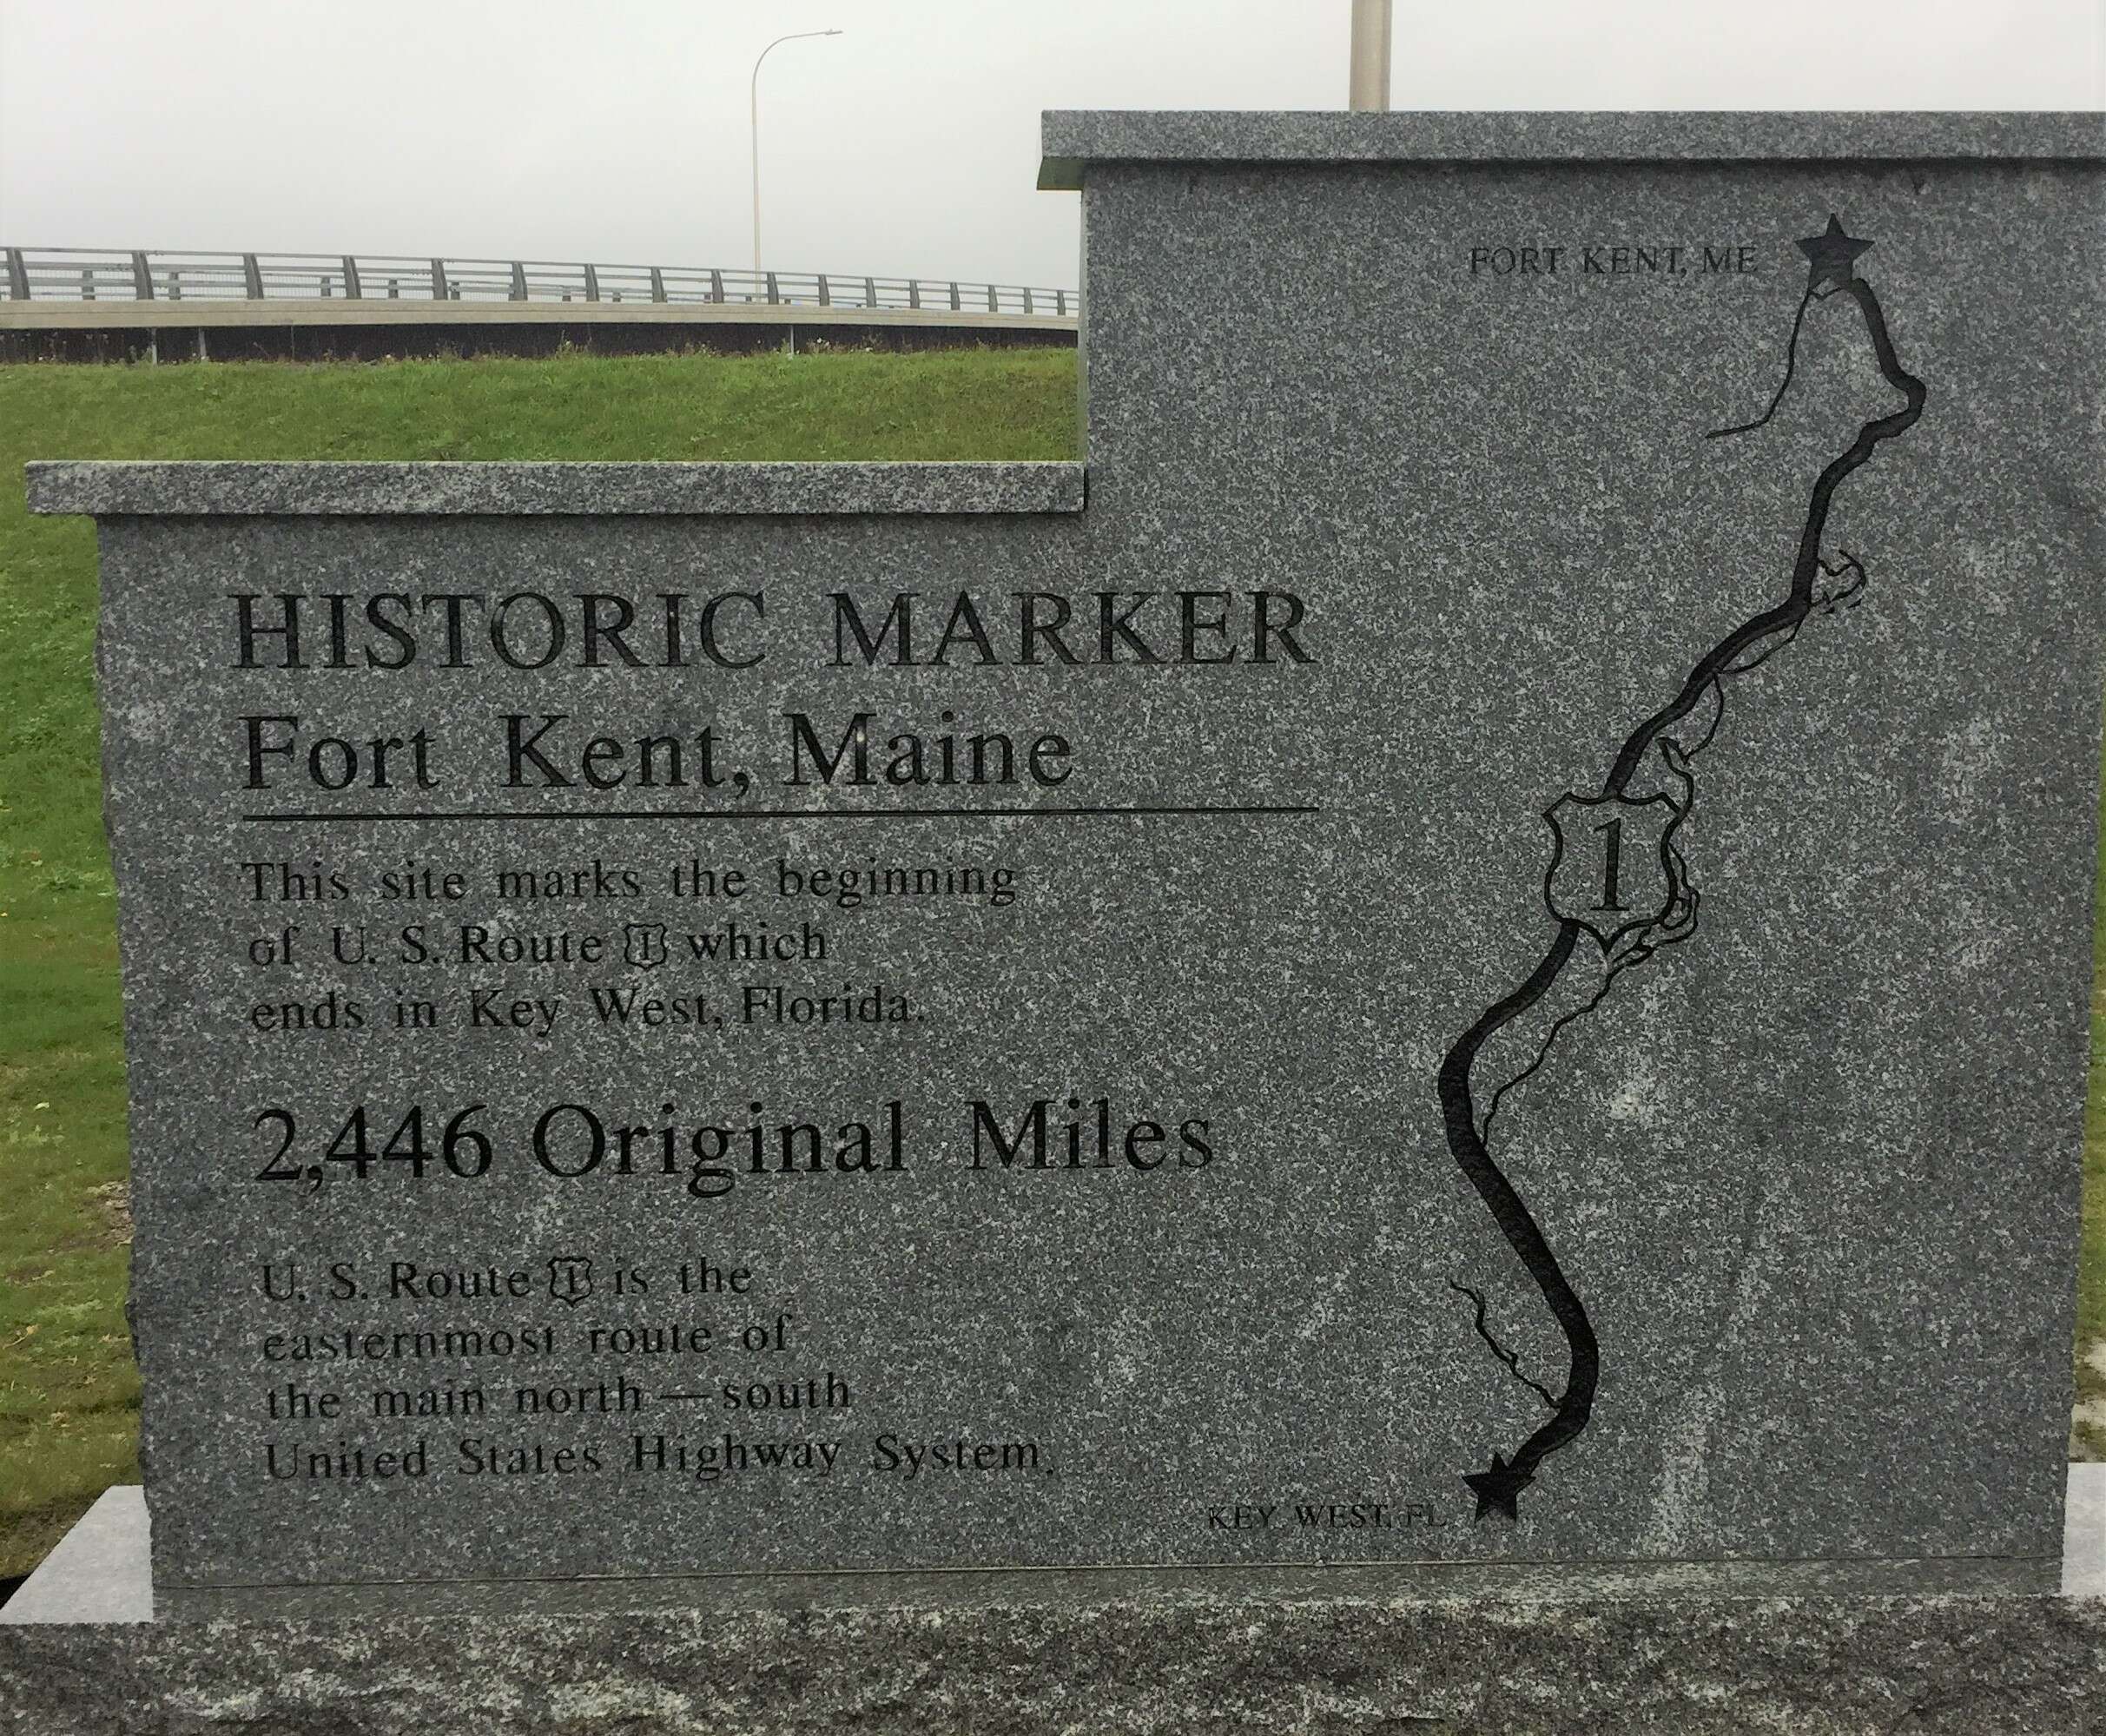 FORT KENT, ME
HISTORIC MARKER
Fort Kent, Maine
This site marks the beginning
of U. S. Route 1 which
ends in Key West, Florida.
2,446 Original Miles
U. S. Route 1 is the
easternmost route of
the main north — south
United States Highway System.
1
KEY WEST, FL